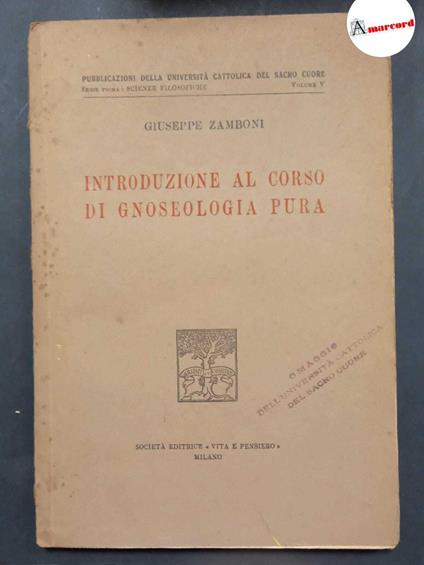 Amarcord
PUBBLICAZIONI DELLA UNIVERSITÀ CATTOLICA DEL SACRO CUORE
SERIE PRIMA: SCIENZE FILOSOFICHE VOLUME V
GIUSEPPE ZAMBONI
INTRODUZIONE AL CORSO
DI GNOSEOLOGIA PURA
OMAGGIO
DELL'UNIVERSITÀ CATTOLICA
DEL SACRO CUORE
SOCIETÀ EDITRICE « VITA E PENSIERO »
MILANO